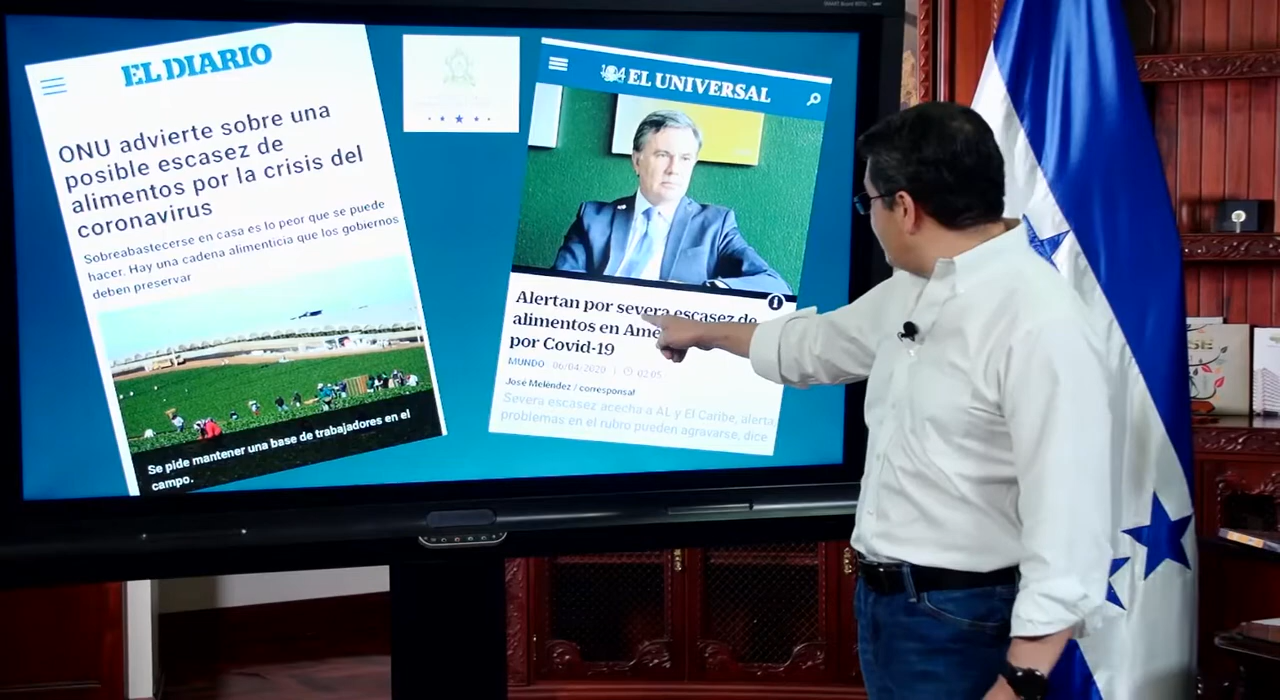 EL DIARIO
ONU advierte sobre una
posible escasez de
alimentos por la crisis del
coronavirus
Sobreabastecerse en casa es lo peor que se puede
hacer. Hay una cadena alimenticia que los gobiernos
deben preservar
Se pide mantener una base de trabajadores en el
campo.
104 EL UNIVERSAL
Alertan por severa escasez de
alimentos en Ame
por Covid-19
MUNDO 06/04/2020 | 02:05
José Meléndez / corresponsal
Severa escasez acecha a AL y El Caribe, alerta
problemas en el rubro pueden agravarse, dice